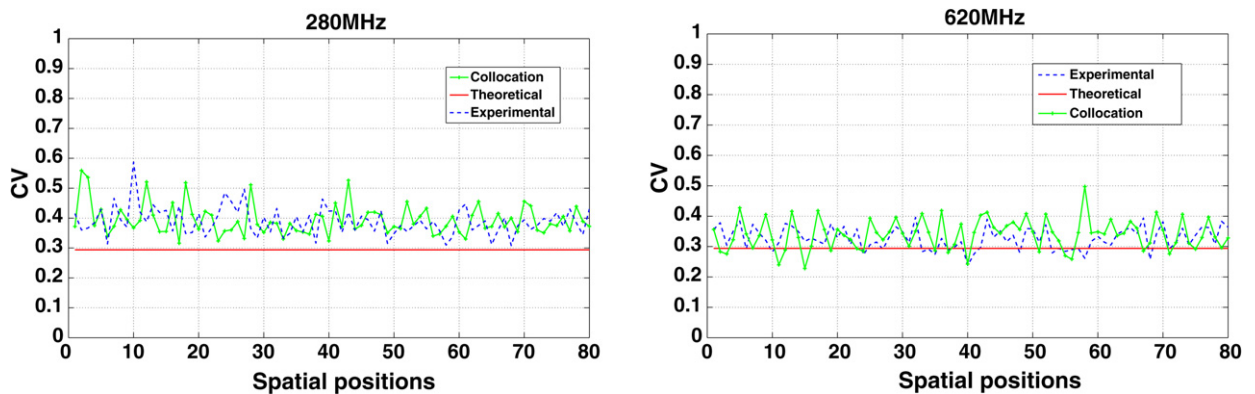 280MHz
1
0.9
0.8
0.7
0.6
0.5
0.4
0.3
0.2
0.1
0
CV
Collocation
Theoretical
Experimental
0 10 20 30 40 50 60 70 80
Spatial positions
620MHz
1
0.9
0.8
0.7
0.6
0.5
0.4
0.3
0.2
0.1
0
CV
Experimental
Theoretical
Collocation
0 10 20 30 40 50 60 70 80
Spatial positions